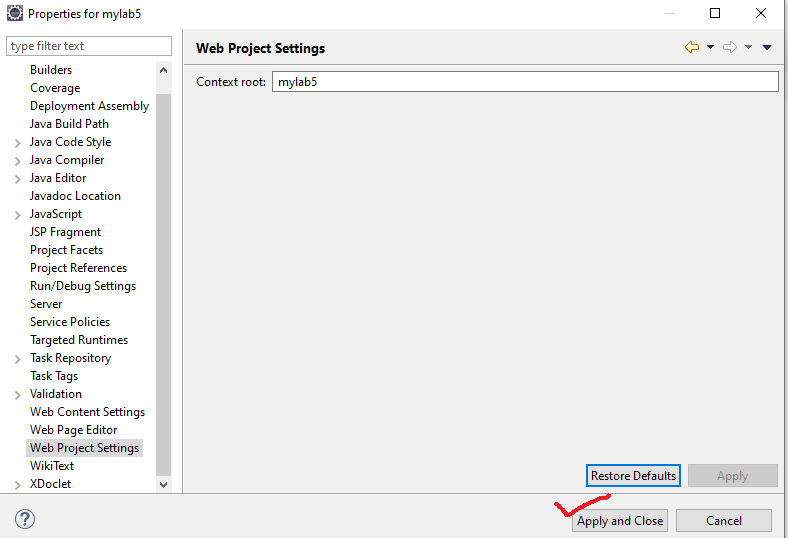 Properties for mylab5
type filter text
Builders
Coverage
Deployment Assembly
Java Build Path
Java Code Style
Java Compiler
Java Editor
Javadoc Location
JavaScript
JSP Fragment
Project Facets
Project References
Run/Debug Settings
Server
Service Policies
Targeted Runtimes
Task Repository
Task Tags
Validation
Web Content Settings
Web Page Editor
Web Project Settings
WikiText
XDoclet
Web Project Settings
Context root: mylab5
Restore Defaults Apply
? Apply and Close Cancel